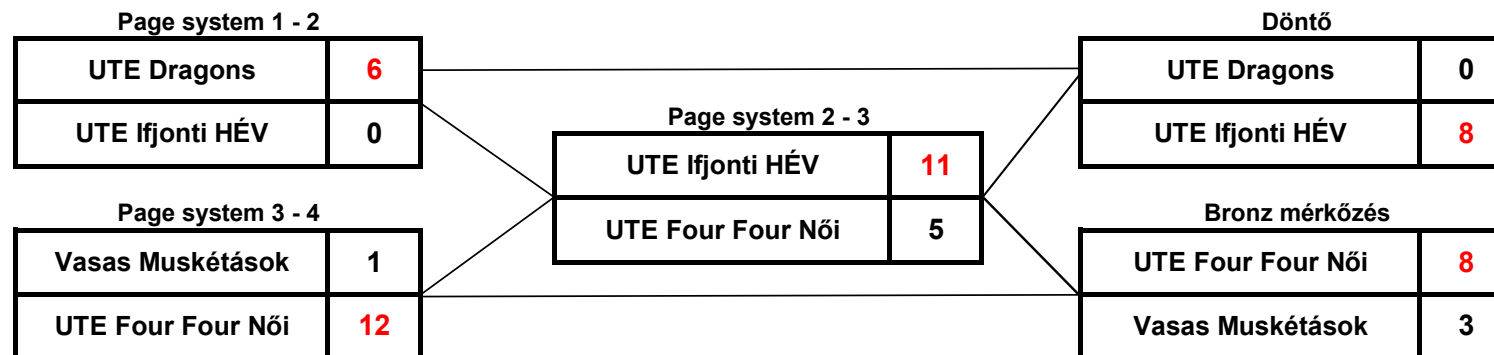 Page system 1 - 2
UTE Dragons 6
UTE Ifjonti HÉV 0
Page system 3 - 4
Vasas Muskétások 1
UTE Four Four Női 12
Page system 2 - 3
UTE Ifjonti HÉV 11
UTE Four Four Női 5
Döntő
UTE Dragons 0
UTE Ifjonti HÉV 8
Bronz mérkőzés
UTE Four Four Női 8
Vasas Muskétások 3